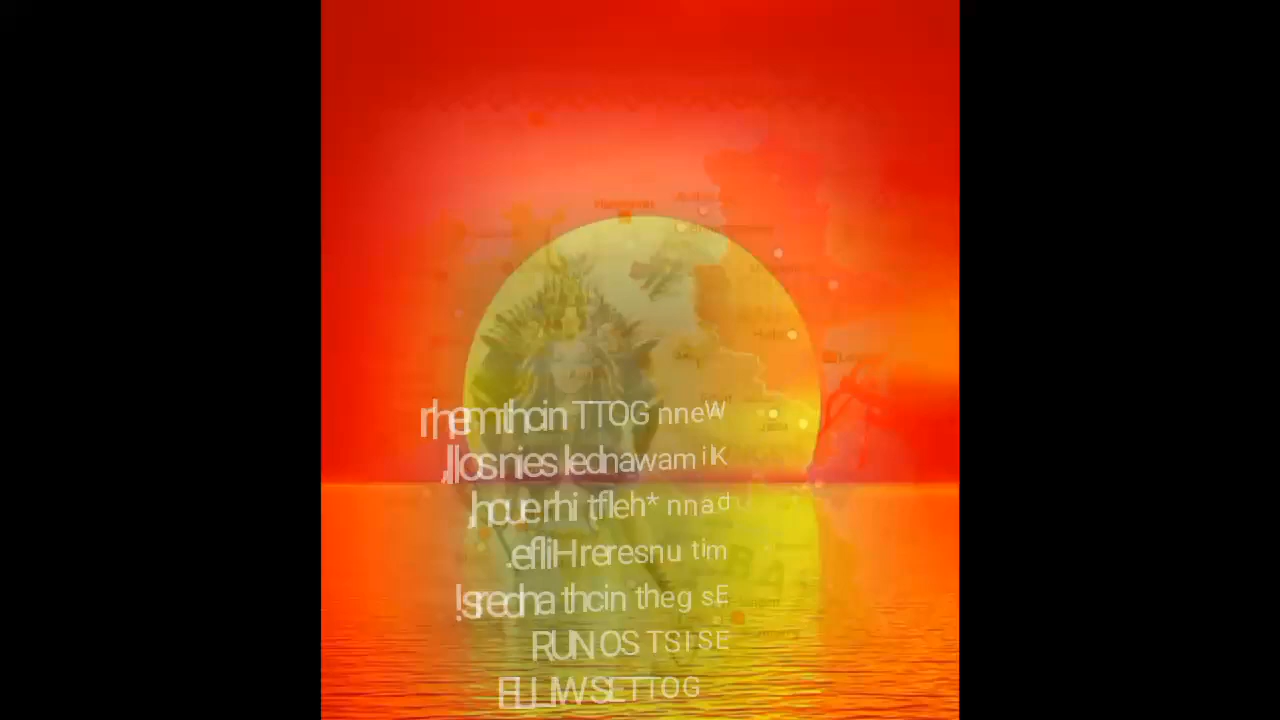 rhem thcin TTOG nneW
,llos nies ledhawam iK
,hcue rhi tfleh* nnad
.efliH reresnu tim
!sredna thcin theg sE
RUN OS TSI SE
ELLIW SETTOG